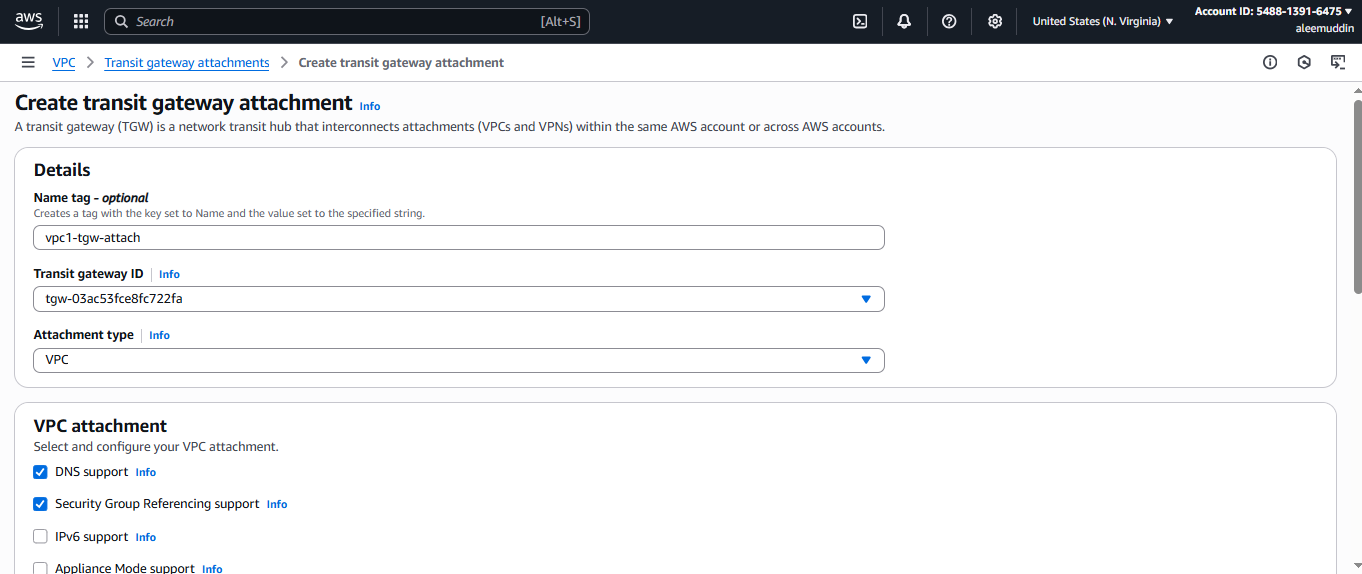 aws
Search [Alt+S]
United States (N. Virginia) ▼
Account ID: 5488-1391-6475 ▼
aleemuddin
VPC > Transit gateway attachments > Create transit gateway attachment
Create transit gateway attachment Info
A transit gateway (TGW) is a network transit hub that interconnects attachments (VPCs and VPNs) within the same AWS account or across AWS accounts.
Details
Name tag - optional
Creates a tag with the key set to Name and the value set to the specified string.
vpc1-tgw-attach
Transit gateway ID Info
tgw-03ac53fce8fc722fa
Attachment type Info
VPC
VPC attachment
Select and configure your VPC attachment.
DNS support Info
Security Group Referencing support Info
IPv6 support Info
Appliance Mode support Info